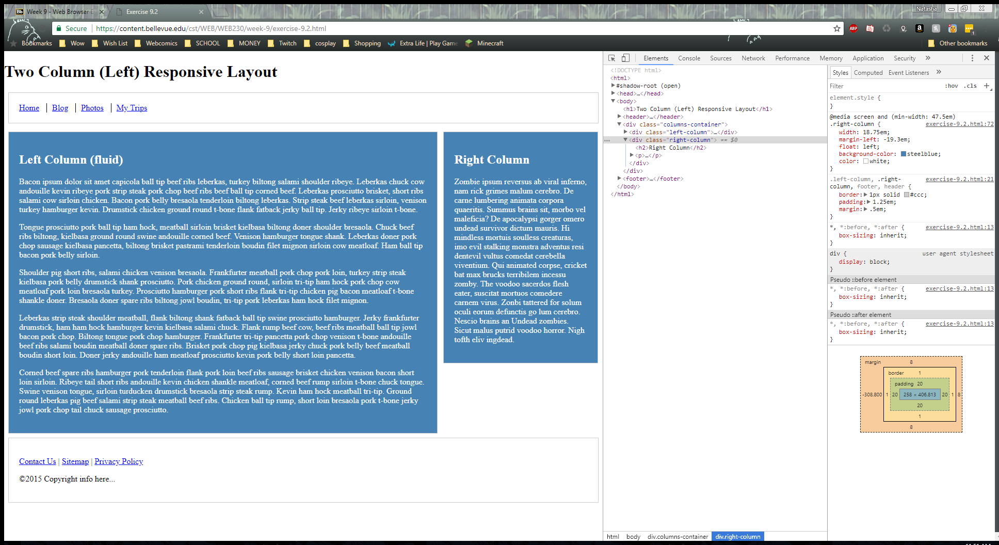 Bb Week 9 - Web Browser D
Exercise 9.2
Natasha
Secure https://content.bellevue.edu/cst/WEB/WEB230/week-9/exercise-9.2.html
ABP
Bookmarks Wow Wish List Webcomics SCHOOL MONEY Twitch cosplay Shopping Extra Life | Play Game Minecraft Other bookmarks
Two Column (Left) Responsive Layout
Home Blog Photos My Trips
Left Column (fluid)
Bacon ipsum dolor sit amet capicola ball tip beef ribs leberkas, turkey biltong salami shoulder ribeye. Leberkas chuck cow
andouille kevin ribeye pork strip steak pork chop beef ribs beef ball tip corned beef. Leberkas prosciutto brisket, short ribs
salami cow sirloin chicken. Bacon pork belly bresaola tenderloin biltong leberkas. Strip steak beef leberkas sirloin, venison
turkey hamburger kevin. Drumstick chicken ground round t-bone flank fatback jerky ball tip. Jerky ribeye sirloin t-bone.
Tongue prosciutto pork ball tip ham hock, meatball sirloin brisket kielbasa biltong doner shoulder bresaola. Chuck beef
ribs biltong, kielbasa ground round swine andouille corned beef. Venison hamburger tongue shank. Leberkas doner pork
chop sausage kielbasa pancetta, biltong brisket pastrami tenderloin boudin filet mignon sirloin cow meatloaf. Ham ball tip
bacon pork belly sirloin.
Shoulder pig short ribs, salami chicken venison bresaola. Frankfurter meatball pork chop pork loin, turkey strip steak
kielbasa pork belly drumstick shank prosciutto. Pork chicken ground round, sirloin tri-tip ham hock pork chop cow
meatloaf pork loin bresaola turkey. Prosciutto hamburger pork short ribs flank tri-tip chicken pig bacon meatloaf t-bone
shankle doner. Bresaola doner spare ribs biltong jowl boudin, tri-tip pork leberkas ham hock filet mignon.
Leberkas strip steak shoulder meatball, flank biltong shank fatback ball tip swine prosciutto hamburger. Jerky frankfurter
drumstick, ham ham hock hamburger kevin kielbasa salami chuck. Flank rump beef cow, beef ribs meatball ball tip jowl
bacon pork chop. Biltong tongue pork chop hamburger. Frankfurter tri-tip pancetta pork chop venison t-bone andouille
beef ribs salami boudin meatball doner spare ribs. Brisket pork chop pig kielbasa jerky chuck pork belly beef meatball
boudin short loin. Doner jerky andouille ham meatloaf prosciutto kevin pork belly short loin pancetta.
Corned beef spare ribs hamburger pork tenderloin flank pork loin beef ribs sausage brisket chicken venison bacon short
loin sirloin. Ribeye tail short ribs andouille kevin chicken shankle meatloaf, corned beef rump sirloin t-bone chuck tongue.
Swine venison tongue, sirloin turducken drumstick bresaola strip steak rump. Kevin ham hock meatball tri-tip. Ground
round leberkas pig beef salami strip steak meatball beef ribs. Chicken ball tip rump, short loin bresaola pork t-bone jerky
jowl pork chop tail chuck sausage prosciutto.
Right Column
Zombie ipsum reversus ab viral inferno,
nam rick grimes malum cerebro. De
carne lumbering animata corpora
quaeritis. Summus brains sit, morbo vel
maleficia? De apocalypsi gorger omero
undead survivor dictum mauris. Hi
mindless mortuis soulless creaturas,
imo evil stalking monstra adventus resi
dentevil vultus comedat cerebella
viventium. Qui animated corpse, cricket
bat max brucks terribilem incessu
zomby. The voodoo sacerdos flesh
eater, suscitat mortuos comedere
carnem virus. Zonbi tattered for solum
oculi eorum defunctis go lum cerebro.
Nescio brains an Undead zombies.
Sicut malus putrid voodoo horror. Nigh
tofth eliv ingdead.
Contact Us | Sitemap | Privacy Policy
©2015 Copyright info here...
Elements Console Sources Network Performance Memory Application Security »
<!DOCTYPE html>
<html>
#shadow-root (open)
<head>…</head>
<body>
<h1>Two Column (Left) Responsive Layout</h1>
<header>…</header>
<div class="columns-container">
<div class="left-column">…</div>
… <div class="right-column"> == $0
<h2>Right Column</h2>
<p>…</p>
</div>
</div>
<footer>…</footer>
</body>
</html>
html body div.columns-container div.right-column
Styles Computed Event Listeners »
Filter :hov .cls +
element.style {
}
@media screen and (min-width: 47.5em)
.right-column { exercise-9.2.html:72
width: 18.75em;
margin-left: -19.3em;
float: left;
background-color: steelblue;
color: white;
}
.left-column, .right- exercise-9.2.html:21
column, footer, header {
border: 1px solid #ccc;
padding: 1.25em;
margin: .5em;
}
*, *:before, *:after { exercise-9.2.html:13
box-sizing: inherit;
}
div { user agent stylesheet
display: block;
}
Pseudo ::before element
*, *:before, *:after { exercise-9.2.html:13
box-sizing: inherit;
}
Pseudo ::after element
*, *:before, *:after { exercise-9.2.html:13
box-sizing: inherit;
}
margin 8
border 1
padding 20
-308.800 1 20 258 × 406.813 20 1 8
20
1
8